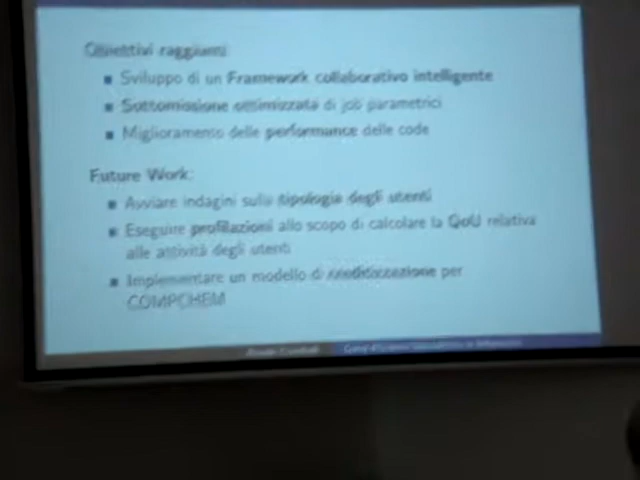 Obiettivi raggiunti
Sviluppo di un Framework collaborativo intelligente
Sottomissione ottimizzata di job parametrici
Miglioramento delle performance delle code
Future Work:
Avviare indagini sulla tipologia degli utenti
Eseguire profilazioni allo scopo di calcolare la QoU relativa
alle attività degli utenti
Implementare un modello di creditizzazione per
COMPCHEM